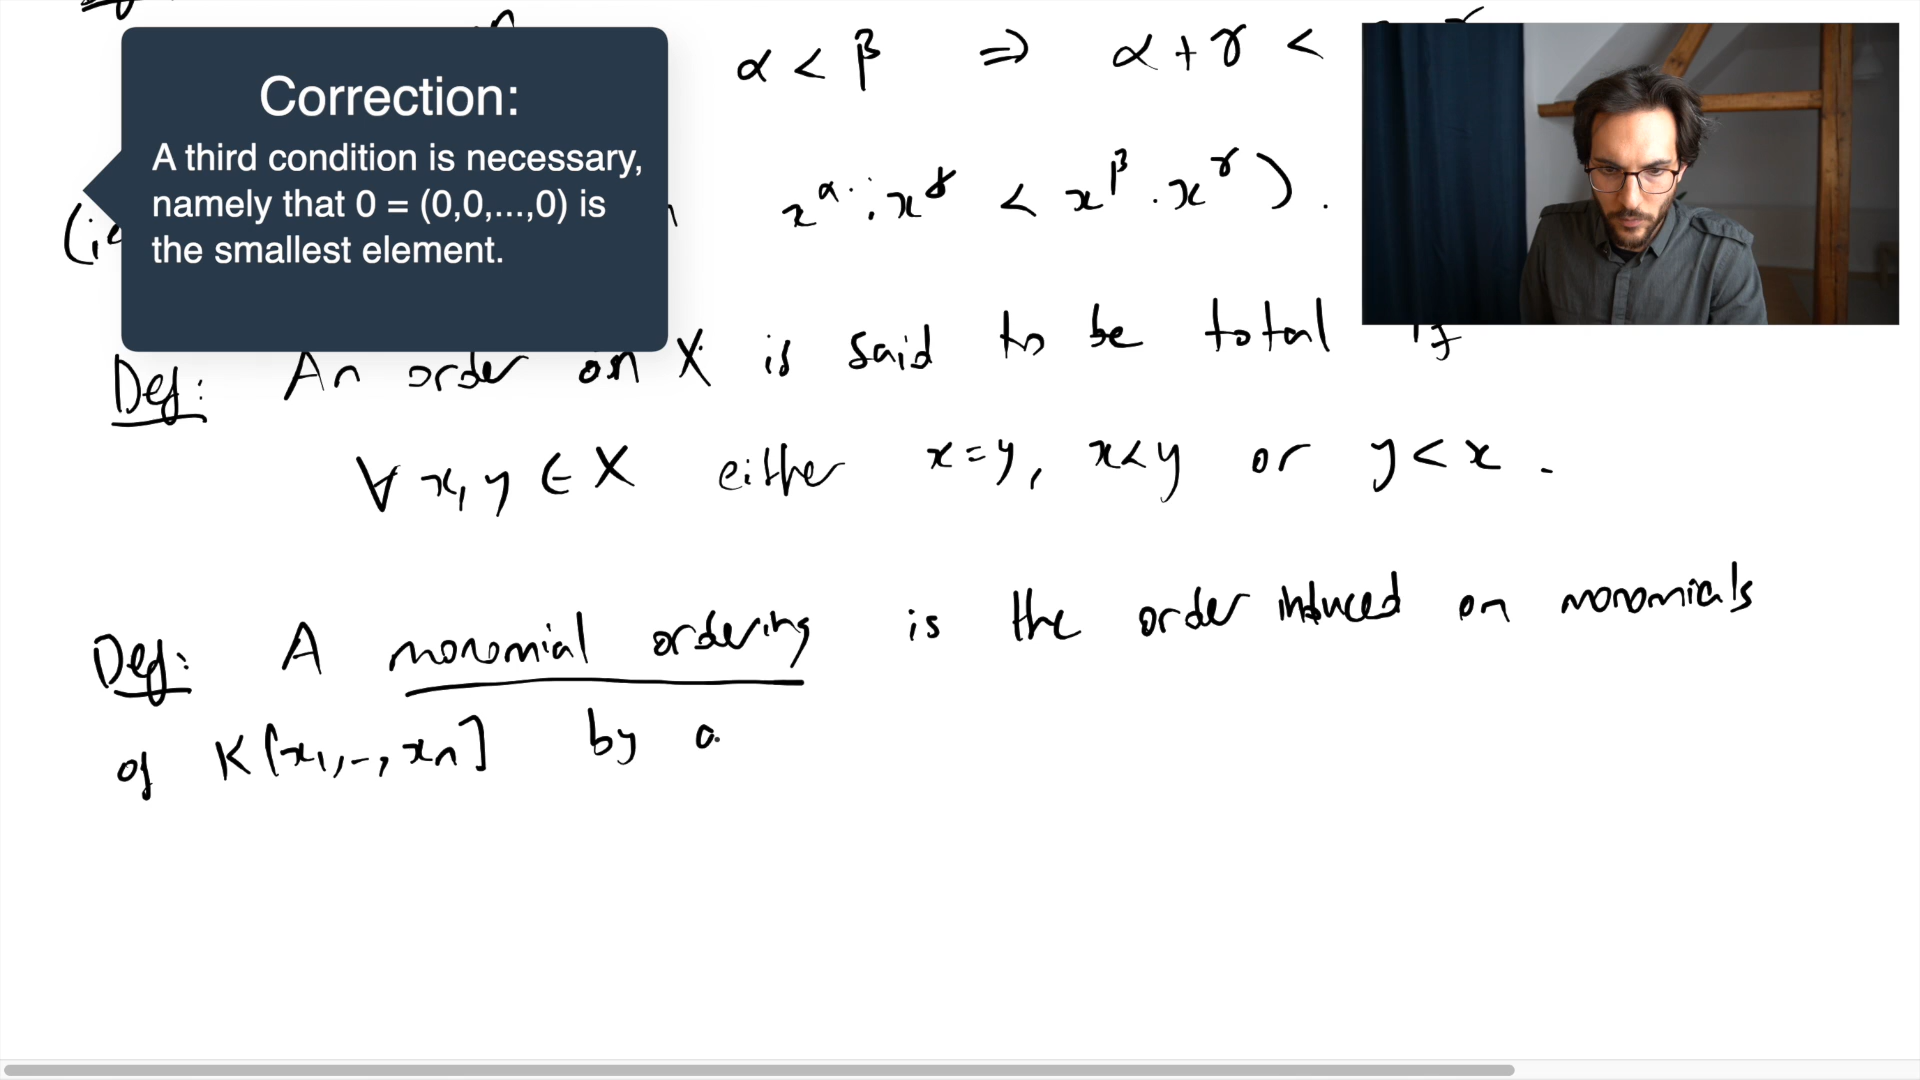 α < β ⇒ α + γ <
Correction:
A third condition is necessary,
namely that 0 = (0,0,...,0) is
the smallest element.
(ie x^α · x^γ < x^β · x^γ ) .
Def: An order on X is said to be total if
∀ x, y ∈ X either x = y, x < y or y < x .
Def: A monomial ordering is the order induced on monomials
of K[x₁,..,xₙ] by a